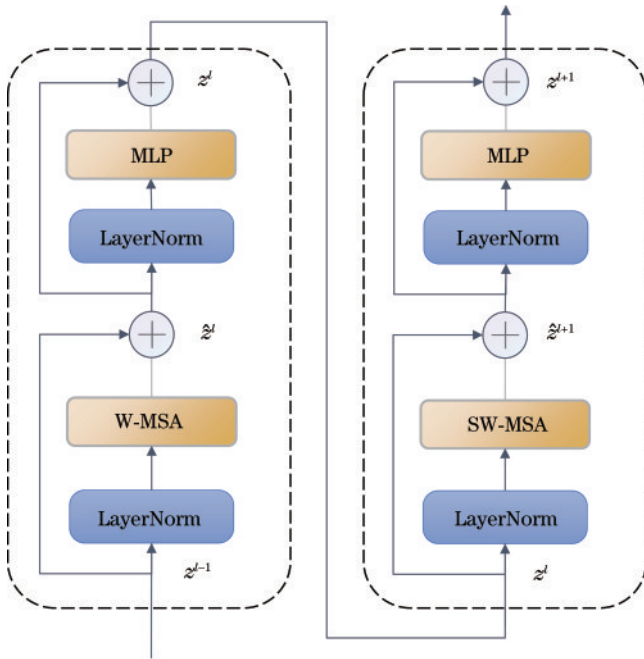 z^l
MLP
LayerNorm
ẑ^l
W-MSA
LayerNorm
z^{l-1}
z^{l+1}
MLP
LayerNorm
ẑ^{l+1}
SW-MSA
LayerNorm
z^l